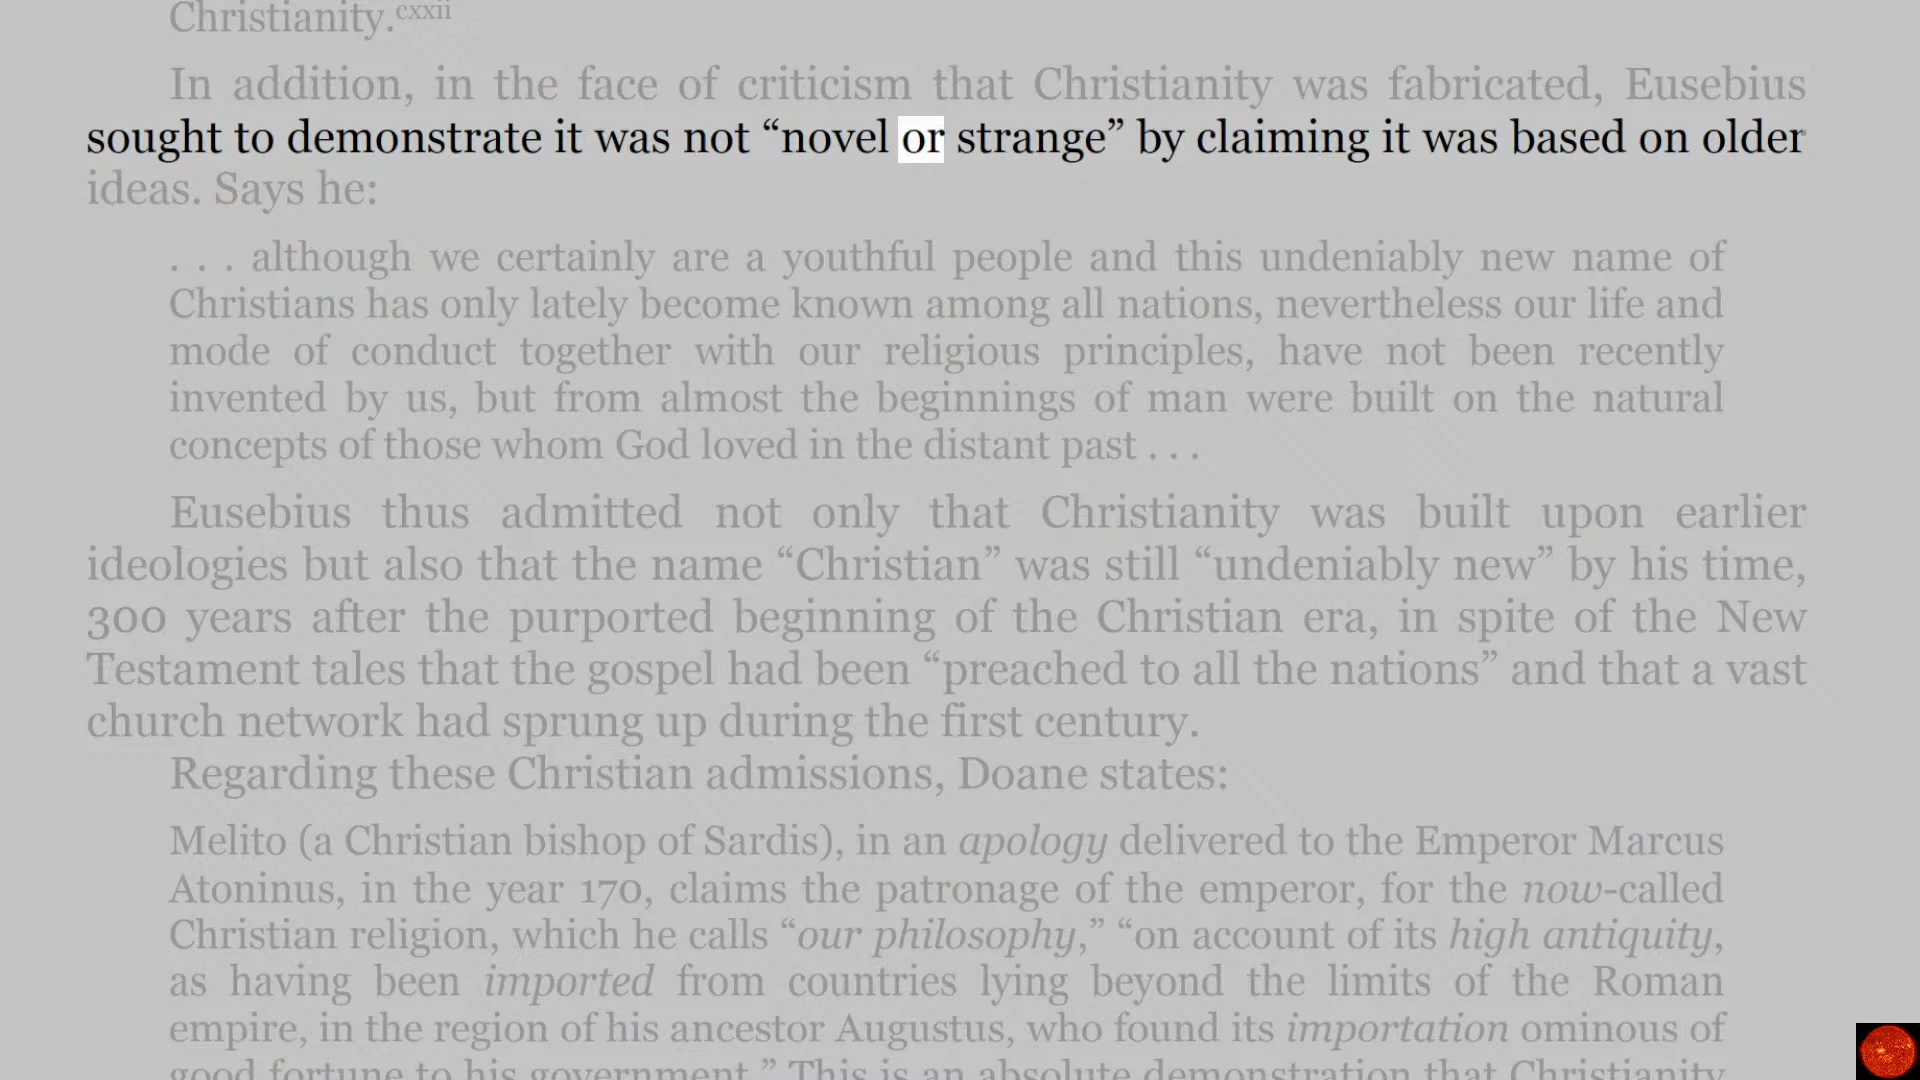 Christianity.cxxii
In addition, in the face of criticism that Christianity was fabricated, Eusebius
sought to demonstrate it was not “novel or strange” by claiming it was based on older
ideas. Says he:
. . . although we certainly are a youthful people and this undeniably new name of
Christians has only lately become known among all nations, nevertheless our life and
mode of conduct together with our religious principles, have not been recently
invented by us, but from almost the beginnings of man were built on the natural
concepts of those whom God loved in the distant past . . .
Eusebius thus admitted not only that Christianity was built upon earlier
ideologies but also that the name “Christian” was still “undeniably new” by his time,
300 years after the purported beginning of the Christian era, in spite of the New
Testament tales that the gospel had been “preached to all the nations” and that a vast
church network had sprung up during the first century.
Regarding these Christian admissions, Doane states:
Melito (a Christian bishop of Sardis), in an apology delivered to the Emperor Marcus
Atoninus, in the year 170, claims the patronage of the emperor, for the now-called
Christian religion, which he calls “our philosophy,” “on account of its high antiquity,
as having been imported from countries lying beyond the limits of the Roman
empire, in the region of his ancestor Augustus, who found its importation ominous of
good fortune to his government.” This is an absolute demonstration that Christianity